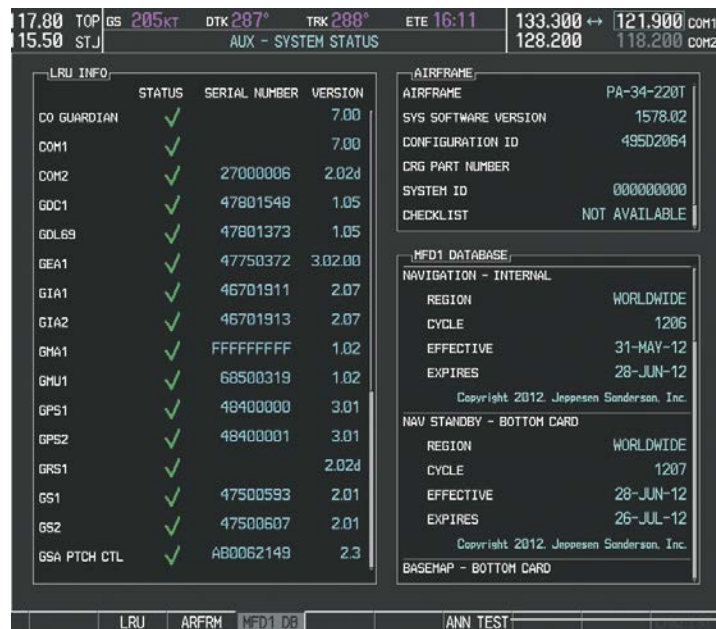 17.80 TOP GS 205KT DTK 287° TRK 288° ETE 16:11 133.300 ↔ 121.900 COM1
15.50 STJ AUX - SYSTEM STATUS 128.200 118.200 COM2
LRU INFO
STATUS SERIAL NUMBER VERSION
CO GUARDIAN ✓ 7.00
COM1 ✓ 7.00
COM2 ✓ 27000006 2.02d
GDC1 ✓ 47801548 1.05
GDL69 ✓ 47801373 1.05
GEA1 ✓ 47750372 3.02.00
GIA1 ✓ 46701911 2.07
GIA2 ✓ 46701913 2.07
GMA1 ✓ FFFFFFFFF 1.02
GMU1 ✓ 68500319 1.02
GPS1 ✓ 48400000 3.01
GPS2 ✓ 48400001 3.01
GRS1 ✓ 2.02d
GS1 ✓ 47500593 2.01
GS2 ✓ 47500607 2.01
GSA PTCH CTL ✓ AB0062149 2.3
AIRFRAME
AIRFRAME PA-34-220T
SYS SOFTWARE VERSION 1578.02
CONFIGURATION ID 495D2064
CRG PART NUMBER
SYSTEM ID 000000000
CHECKLIST NOT AVAILABLE
MFD1 DATABASE
NAVIGATION - INTERNAL
REGION WORLDWIDE
CYCLE 1206
EFFECTIVE 31-MAY-12
EXPIRES 28-JUN-12
Copyright 2012, Jeppesen Sanderson, Inc.
NAV STANDBY - BOTTOM CARD
REGION WORLDWIDE
CYCLE 1207
EFFECTIVE 28-JUN-12
EXPIRES 26-JUL-12
Copyright 2012, Jeppesen Sanderson, Inc.
BASEMAP - BOTTOM CARD
LRU ARFRM MFD1 DB ANN TEST